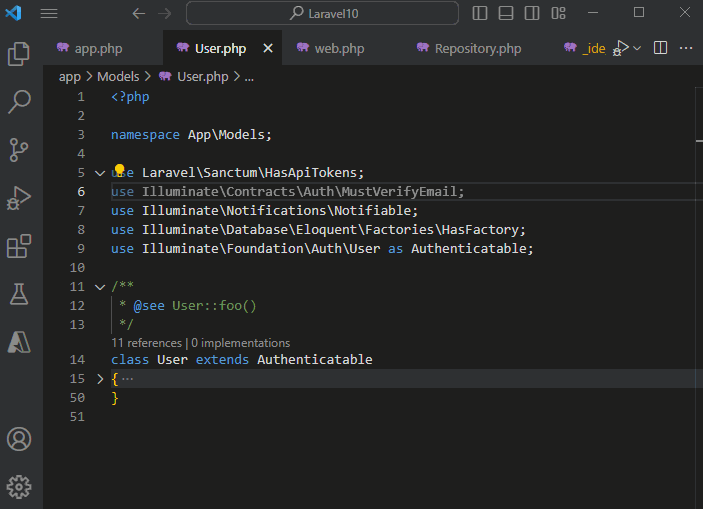 Laravel10
app.php
User.php
web.php
Repository.php
_ide
app > Models > User.php > ...
1 <?php
2
3 namespace App\Models;
4
5 use Laravel\Sanctum\HasApiTokens;
6 use Illuminate\Contracts\Auth\MustVerifyEmail;
7 use Illuminate\Notifications\Notifiable;
8 use Illuminate\Database\Eloquent\Factories\HasFactory;
9 use Illuminate\Foundation\Auth\User as Authenticatable;
10
11 /**
12 * @see User::foo()
13 */
11 references | 0 implementations
14 class User extends Authenticatable
15 { ···
50 }
51